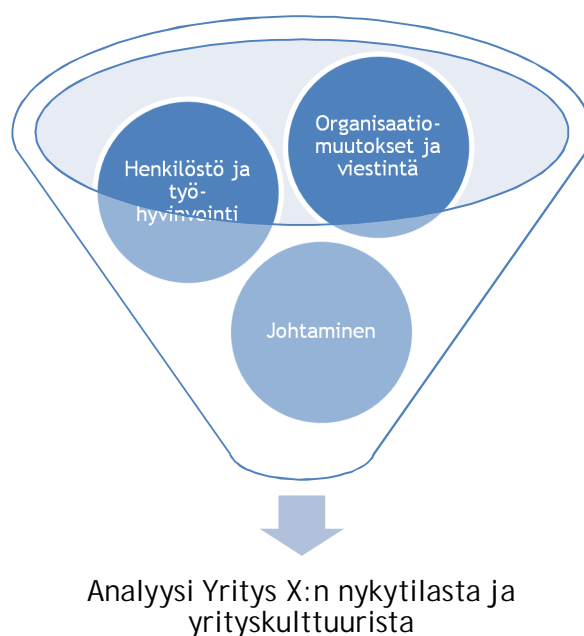 Organisaatio-
muutokset ja
viestintä
Henkilöstö ja
työ-
hyvinvointi
Johtaminen
Analyysi Yritys X:n nykytilasta ja
yrityskulttuurista